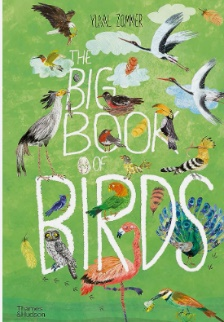 YUVAL ZOMMER
THE
BIG
BOOK
OF
BIRDS
Thames
&Hudson